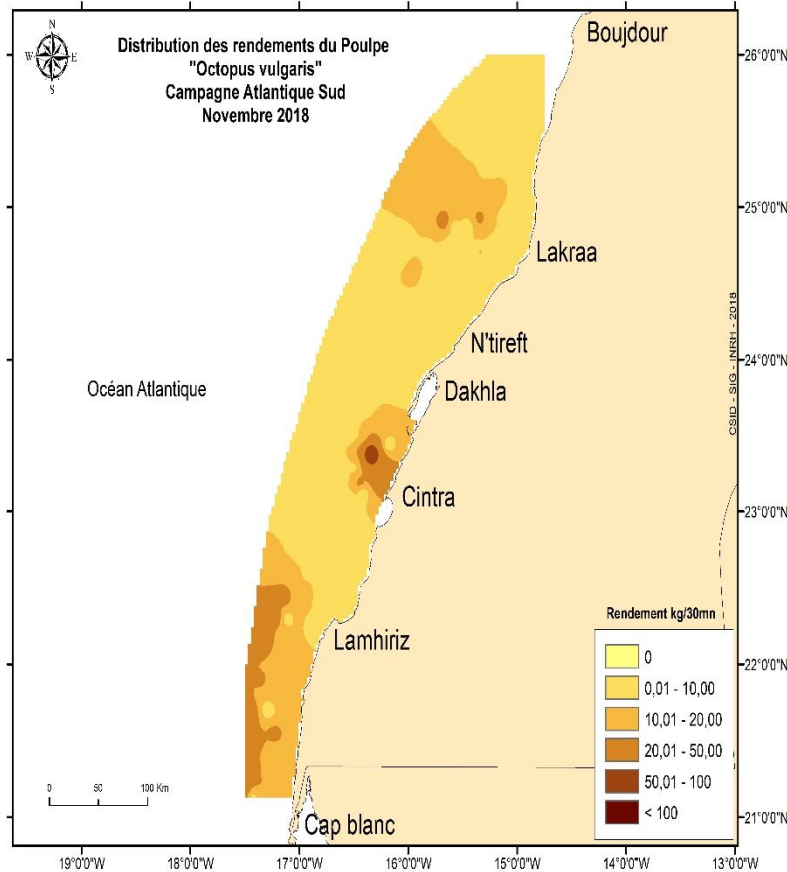 N
W E
S
Distribution des rendements du Poulpe
"Octopus vulgaris"
Campagne Atlantique Sud
Novembre 2018
Boujdour
26°0'0"N
25°0'0"N
Lakraa
N'tireft
24°0'0"N
Océan Atlantique
Dakhla
CSID - SIG - INRH - 2018
Cintra
23°0'0"N
Rendement kg/30mn
Lamhiriz
0
22°0'0"N
0,01 - 10,00
10,01 - 20,00
20,01 - 50,00
50,01 - 100
< 100
0 50 100 Km
21°0'0"N
Cap blanc
19°0'0"W 18°0'0"W 17°0'0"W 16°0'0"W 15°0'0"W 14°0'0"W 13°0'0"W